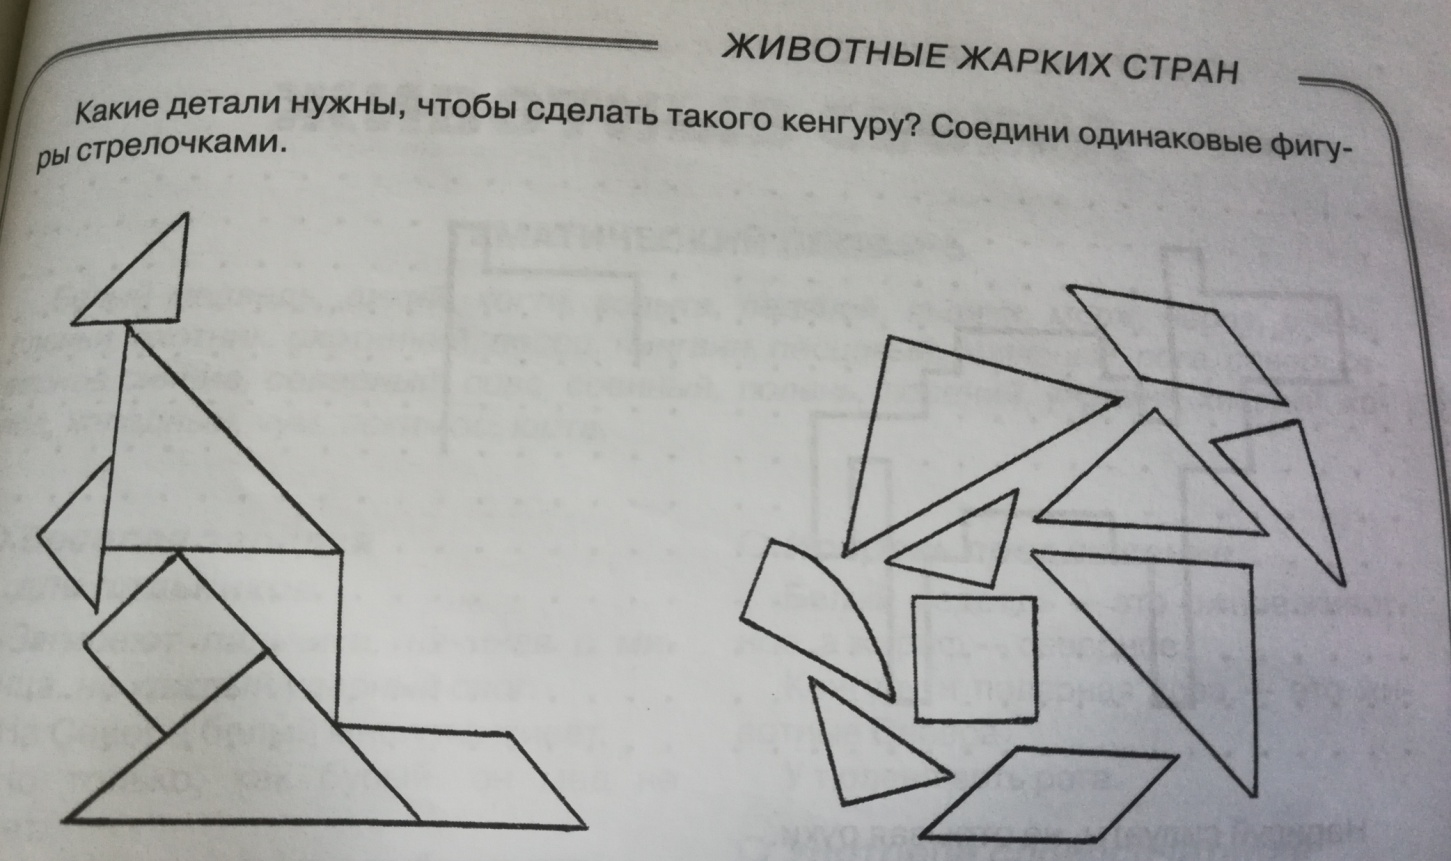 ЖИВОТНЫЕ ЖАРКИХ СТРАН
Какие детали нужны, чтобы сделать такого кенгуру? Соедини одинаковые фигу-
ры стрелочками.